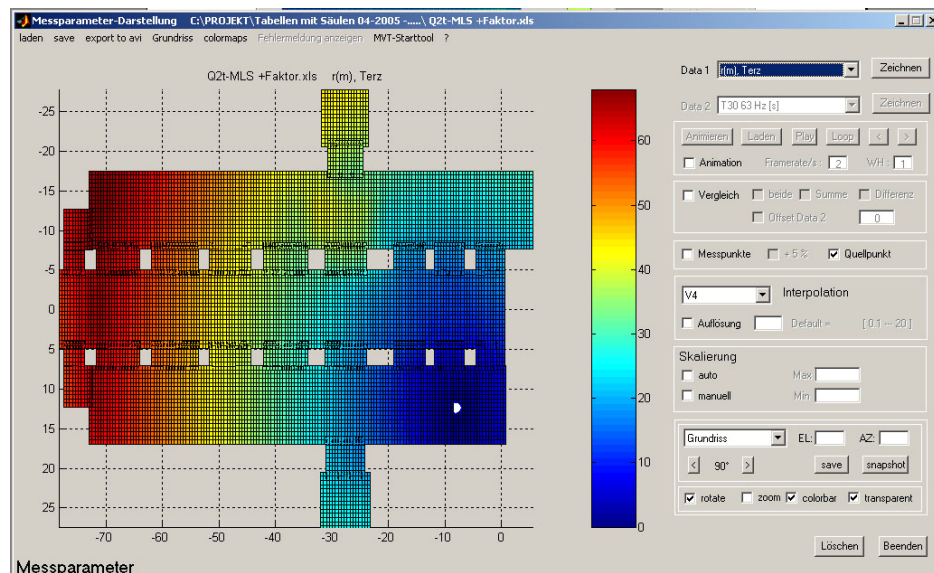 Messparameter-Darstellung C:\PROJEKT\Tabellen mit Säulen 04-2005 -.....\ Q2t-MLS +Faktor.xls
laden save export to avi Grundriss colormaps Fehlermeldung anzeigen MVT-Starttool ?
Q2t-MLS +Faktor.xls r(m), Terz
-25
-20
-15
-10
-5
0
5
10
15
20
25
-70 -60 -50 -40 -30 -20 -10 0
60
50
40
30
20
10
0
Data 1 r(m), Terz Zeichnen
Data 2 T30 63 Hz [s] Zeichnen
Animieren Laden Play Loop < >
Animation Framerate/s : 2 WH : 1
Vergleich beide Summe Differenz
Offset Data 2 0
Messpunkte + 5 % Quellpunkt
V4 Interpolation
Auflösung Default = [ 0.1 --- 20 ]
Skalierung
auto Max
manuell Min
Grundriss EL: AZ:
< 90° > save snapshot
rotate zoom colorbar transparent
Löschen Beenden
Messparameter